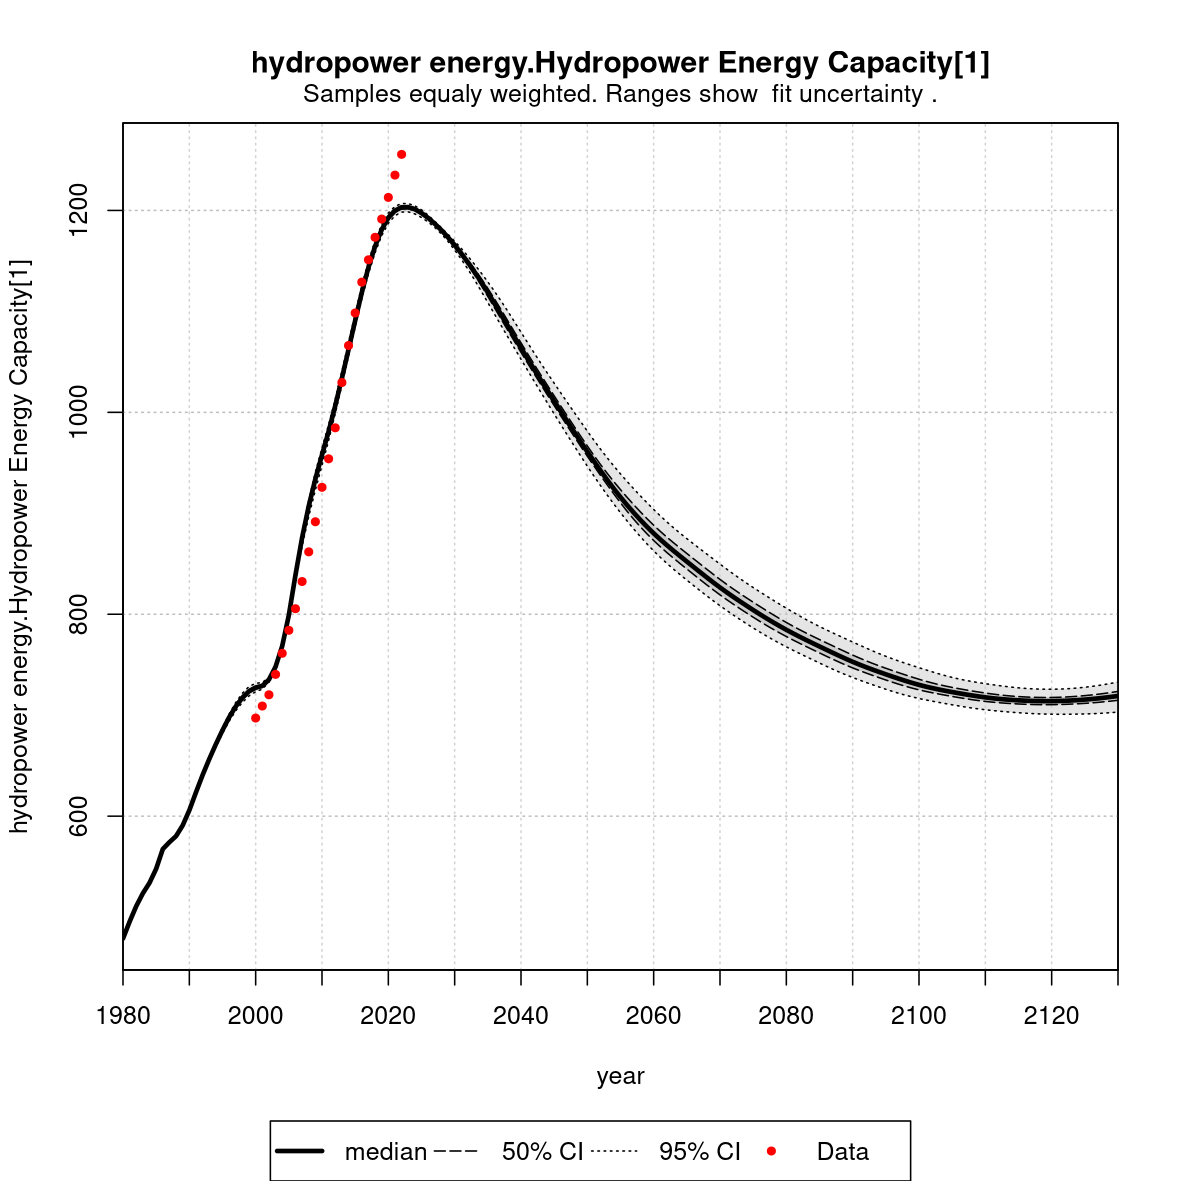 hydropower energy.Hydropower Energy Capacity[1]
Samples equaly weighted. Ranges show  fit uncertainty .
hydropower energy.Hydropower Energy Capacity[1]
1200
1000
800
600
1980 2000 2020 2040 2060 2080 2100 2120
year
median 50% CI 95% CI Data